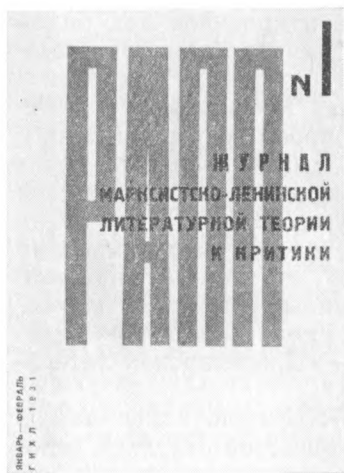 РАПП
N 1
ЖУРНАЛ
МАРКСИСТСКО-ЛЕНИНСКОЙ
ЛИТЕРАТУРНОЙ ТЕОРИИ
И КРИТИКИ
ЯНВАРЬ — ФЕВРАЛЬ
ГИХЛ 1931